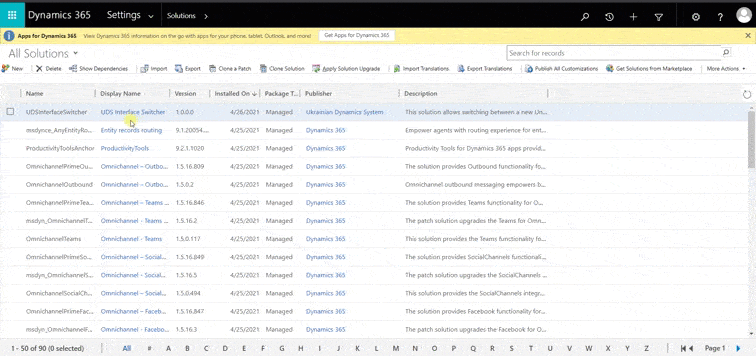 Dynamics 365 Settings Solutions
Apps for Dynamics 365 View Dynamics 365 information on the go with apps for your phone, tablet, Outlook, and more! Get Apps for Dynamics 365
All Solutions Search for records
New Delete Show Dependencies Import Export Clone a Patch Clone Solution Apply Solution Upgrade Import Translations Export Translations Publish All Customizations Get Solutions from Marketplace More Actions
Name Display Name Version Installed On Package T... Publisher Description
UDSInterfaceSwitcher UDS Interface Switcher 1.0.0.0 4/26/2021 Managed Ukrainian Dynamics System This solution allows switching between a new Un...
msdynce_AnyEntityRo... Entity records routing 9.1.20054... 4/25/2021 Managed Dynamics 365 Empower agents with routing experience for ent...
ProductivityToolsAnchor ProductivityTools 9.2.1.1020 4/25/2021 Managed Dynamics 365 Productivity Tools for Dynamics 365 apps provid...
OmnichannelPrimeOu... Omnichannel – Outbo... 1.5.16.809 4/25/2021 Managed Dynamics 365 The solution provides Outbound functionality fo...
OmnichannelOutbound Omnichannel – Outbo... 1.5.0.2 4/25/2021 Managed Dynamics 365 Omnichannel outbound messaging empowers b...
OmnichannelPrimeTea... Omnichannel – Teams ... 1.5.16.846 4/25/2021 Managed Dynamics 365 The solution provides Teams functionality for O...
msdyn_OmnichannelT... Omnichannel - Teams ... 1.5.16.2 4/25/2021 Managed Dynamics 365 The patch solution upgrades the Teams for Omn...
OmnichannelTeams Omnichannel - Teams 1.5.0.117 4/25/2021 Managed Dynamics 365 This solution provides the Teams functionality fo...
OmnichannelPrimeSo... Omnichannel – Social... 1.5.16.849 4/25/2021 Managed Dynamics 365 The solution provides SocialChannels functionali...
msdyn_OmnichannelS... Omnichannel – Social... 1.5.16.5 4/25/2021 Managed Dynamics 365 The patch solution upgrades the SocialChannels ...
OmnichannelSocialCh... Omnichannel – Social... 1.5.0.494 4/25/2021 Managed Dynamics 365 This solution provides the SocialChannels integr...
OmnichannelPrimeFac... Omnichannel – Faceb... 1.5.16.847 4/25/2021 Managed Dynamics 365 The solution provides Facebook functionality for ...
msdyn_OmnichannelF... Omnichannel - Facebo... 1.5.16.3 4/25/2021 Managed Dynamics 365 The patch solution upgrades the Facebook for O...
1 - 50 of 90 (0 selected) All # A B C D E F G H I J K L M N O P Q R S T U V W X Y Z Page 1